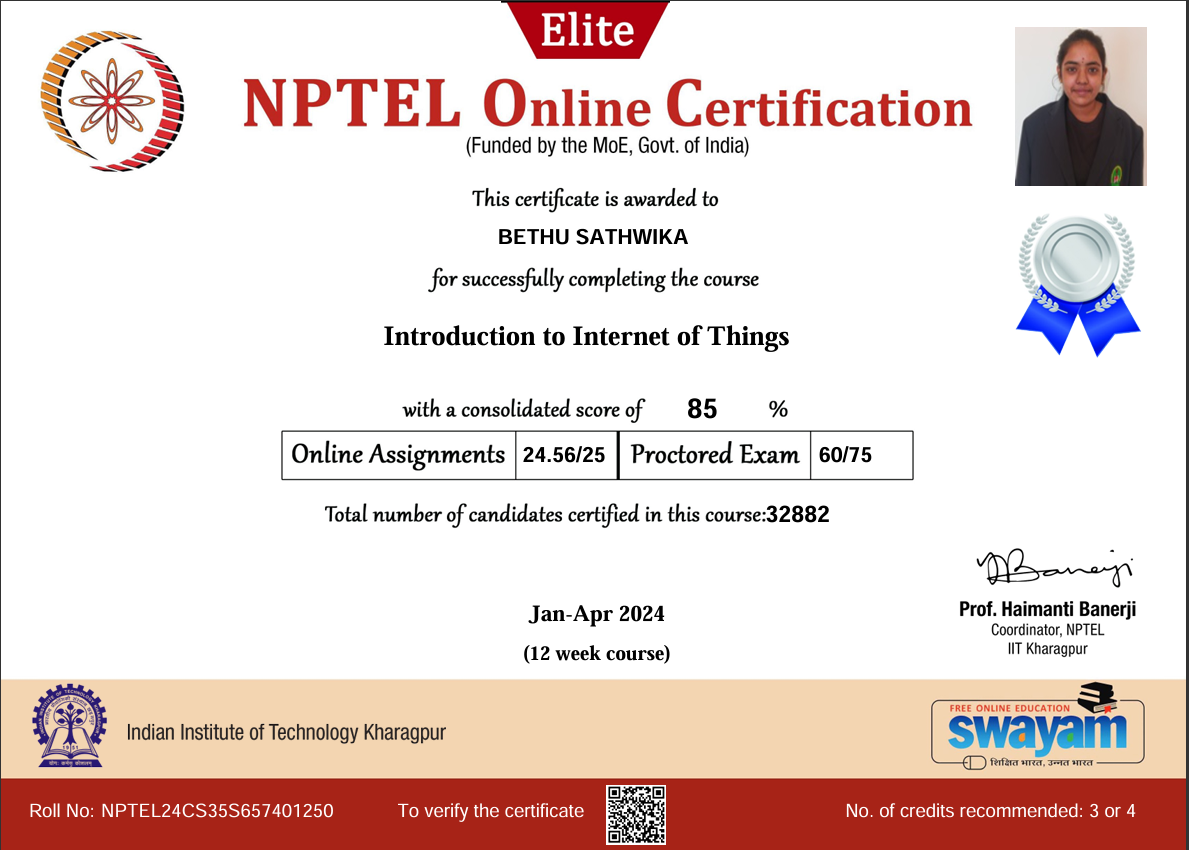 Elite
NPTEL Online Certification
(Funded by the MoE, Govt. of India)
This certificate is awarded to
BETHU SATHWIKA
for successfully completing the course
Introduction to Internet of Things
with a consolidated score of 85 %
Online Assignments 24.56/25 Proctored Exam 60/75
Total number of candidates certified in this course:32882
Prof. Haimanti Banerji
Coordinator, NPTEL
IIT Kharagpur
Jan-Apr 2024
(12 week course)
Indian Institute of Technology Kharagpur
FREE ONLINE EDUCATION
swayam
शिक्षित भारत, उन्नत भारत
Roll No: NPTEL24CS35S657401250 To verify the certificate No. of credits recommended: 3 or 4